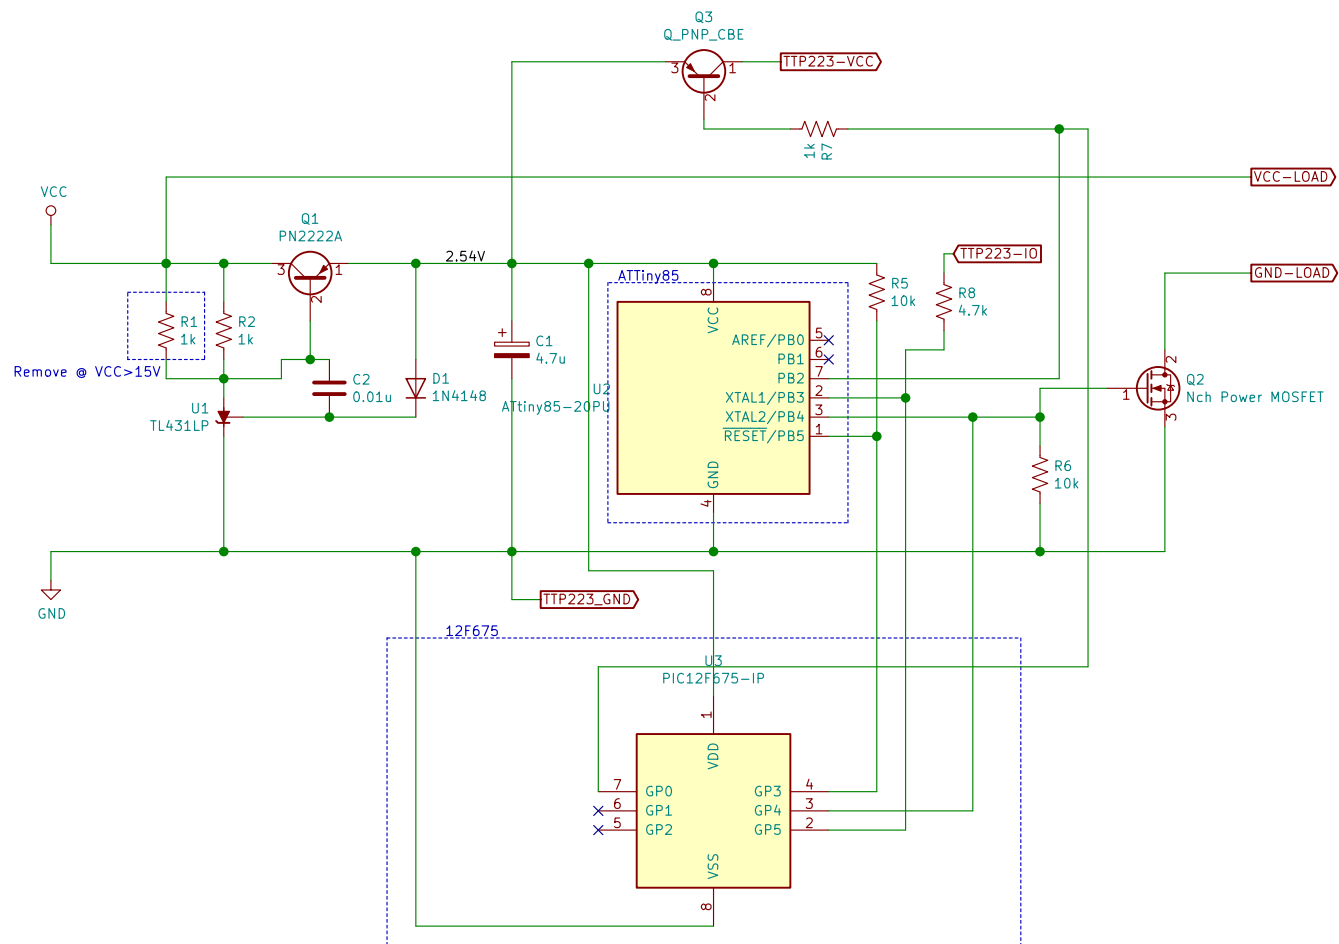 Q3
Q_PNP_CBE
3
1
TTP223-VCC
2
1k
R7
VCC
VCC-LOAD
Q1
PN2222A
3
1
2.54V
2
TTP223-IO
GND-LOAD
ATTiny85
8
VCC
R5
10k
R8
4.7k
R1
1k
R2
1k
C1
4.7u
+
AREF/PB0
5
PB1
6
PB2
7
XTAL1/PB3
2
XTAL2/PB4
3
RESET/PB5
1
GND
4
Remove @ VCC>15V
C2
0.01u
D1
1N4148
U2
ATtiny85-20PU
U1
TL431LP
2
1
3
Q2
Nch Power MOSFET
R6
10k
GND
TTP223_GND
12F675
U3
PIC12F675-IP
1
VDD
7
GP0
6
GP1
5
GP2
GP3
4
GP4
3
GP5
2
VSS
8